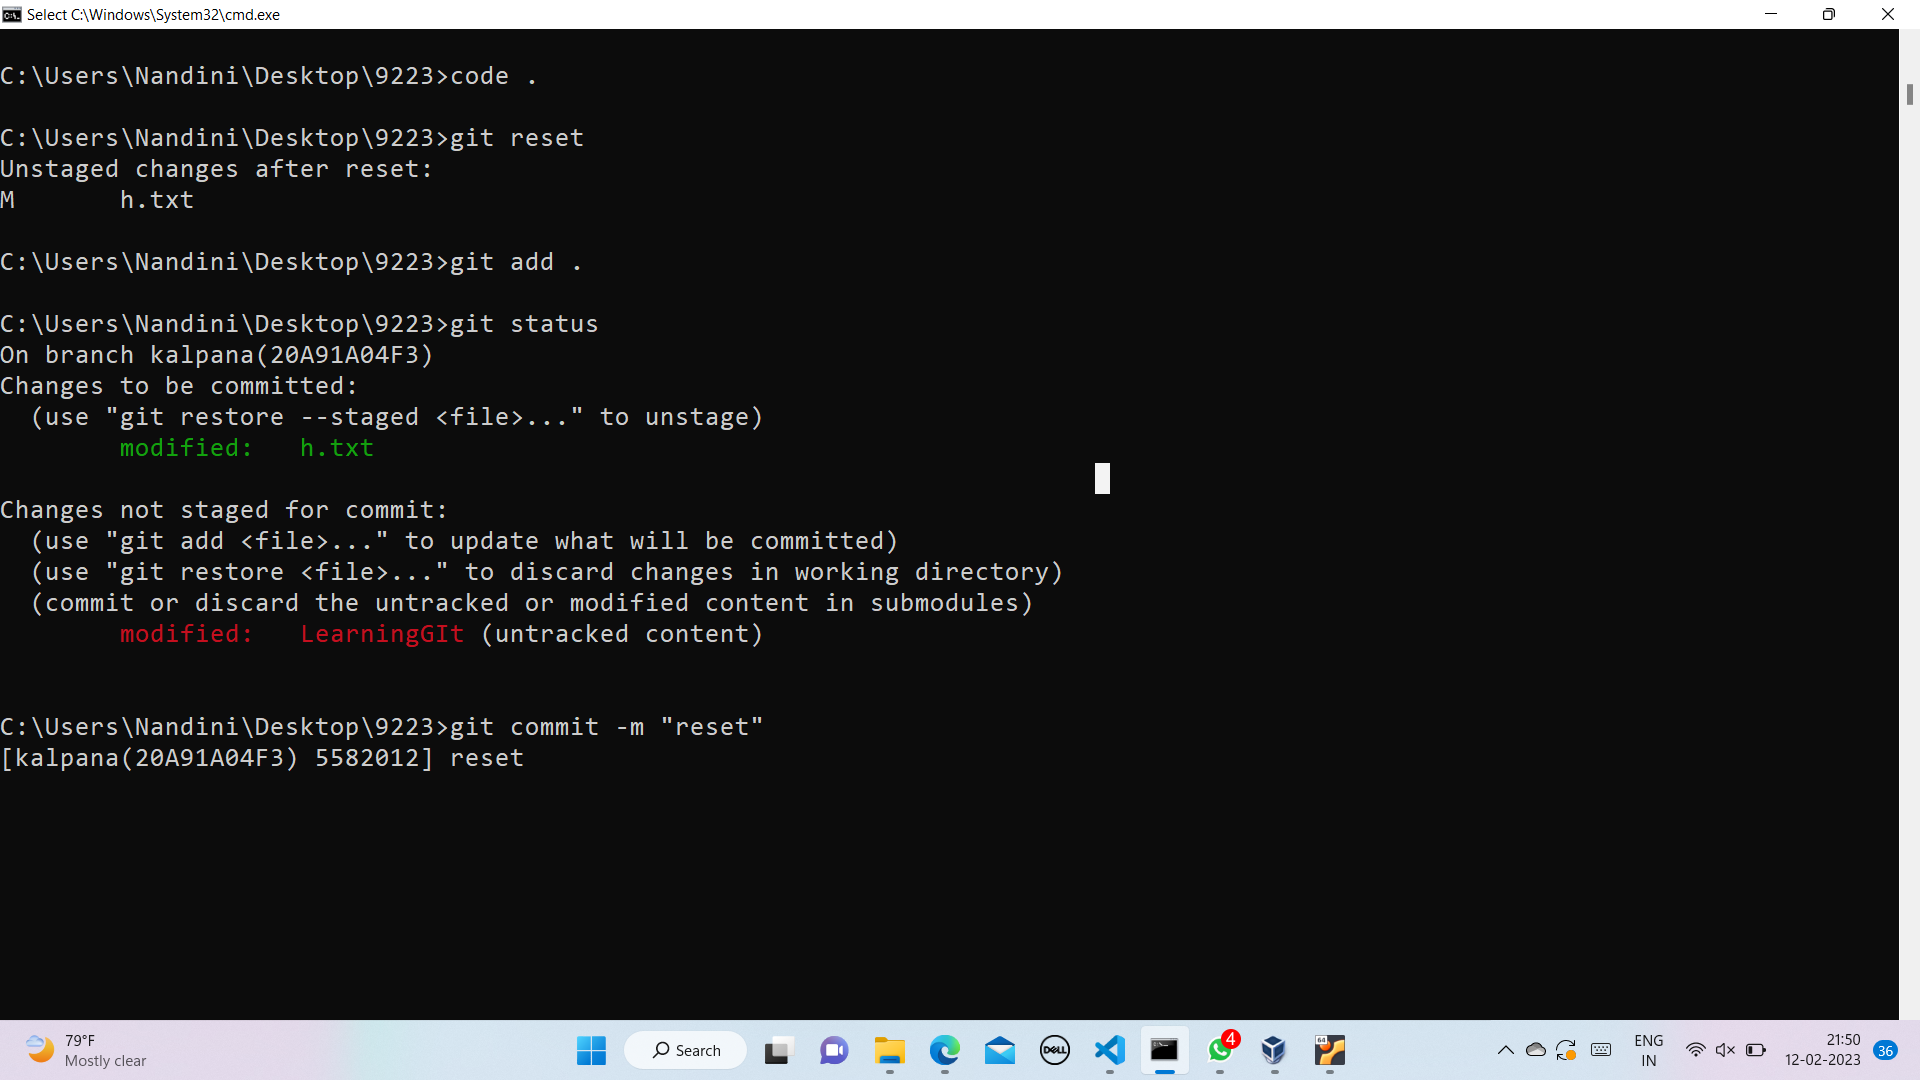 Select C:\Windows\System32\cmd.exe
C:\Users\Nandini\Desktop\9223>code .
C:\Users\Nandini\Desktop\9223>git reset
Unstaged changes after reset:
M       h.txt
C:\Users\Nandini\Desktop\9223>git add .
C:\Users\Nandini\Desktop\9223>git status
On branch kalpana(20A91A04F3)
Changes to be committed:
  (use "git restore --staged <file>..." to unstage)
        modified:   h.txt
Changes not staged for commit:
  (use "git add <file>..." to update what will be committed)
  (use "git restore <file>..." to discard changes in working directory)
  (commit or discard the untracked or modified content in submodules)
        modified:   LearningGIt (untracked content)
C:\Users\Nandini\Desktop\9223>git commit -m "reset"
[kalpana(20A91A04F3) 5582012] reset
79°F
Mostly clear
Search
DELL
4
64
ENG
IN
21:50
12-02-2023
36